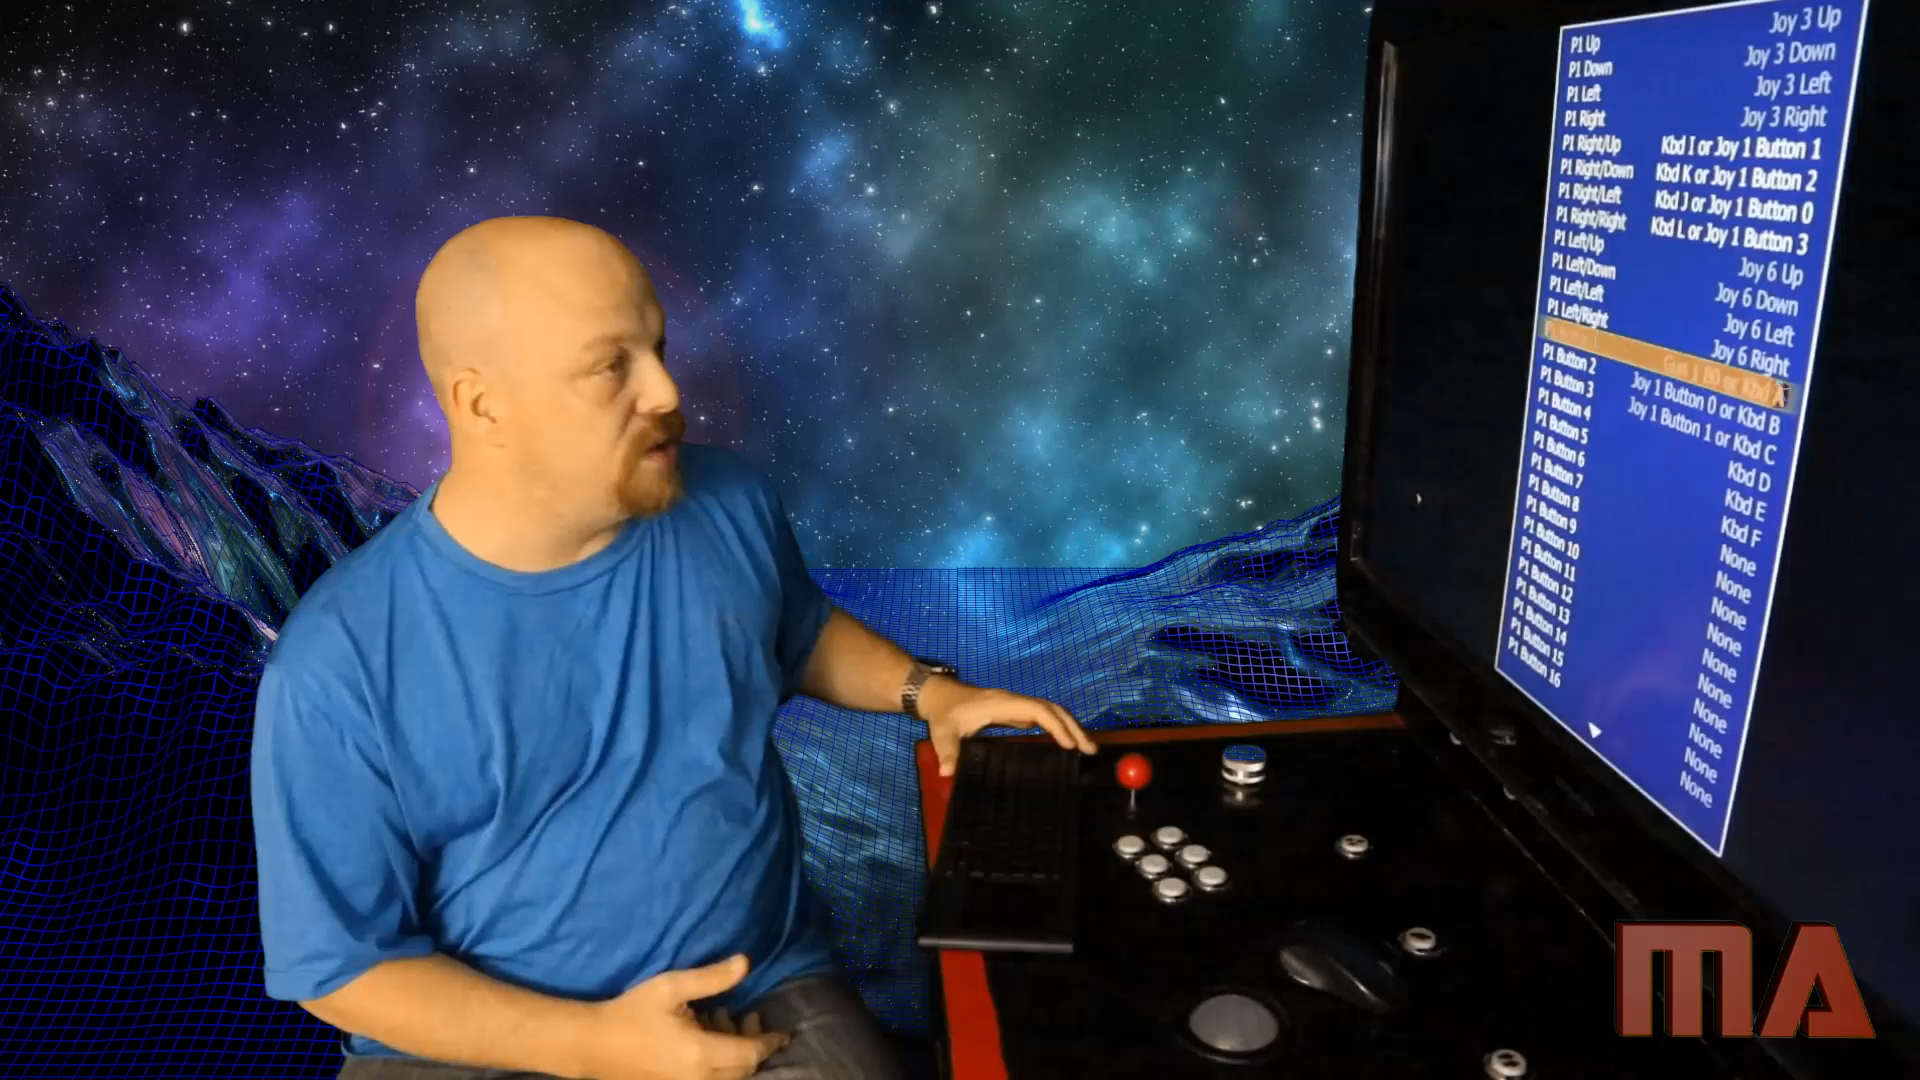 P1 Up Joy 3 Up
P1 Down Joy 3 Down
P1 Left Joy 3 Left
P1 Right Joy 3 Right
P1 Right/Up Kbd I or Joy 1 Button 1
P1 Right/Down Kbd K or Joy 1 Button 2
P1 Right/Left Kbd J or Joy 1 Button 0
P1 Right/Right Kbd L or Joy 1 Button 3
P1 Left/Up Joy 6 Up
P1 Left/Down Joy 6 Down
P1 Left/Left Joy 6 Left
P1 Left/Right Joy 6 Right
Gun 1 B0 or Kbd
P1 Button 2 Joy 1 Button 0 or Kbd B
P1 Button 3 Joy 1 Button 1 or Kbd C
P1 Button 4 Kbd D
P1 Button 5 Kbd E
P1 Button 6 Kbd F
P1 Button 7 None
P1 Button 8 None
P1 Button 9 None
P1 Button 10 None
P1 Button 11 None
P1 Button 12 None
P1 Button 13 None
P1 Button 14 None
P1 Button 15 None
P1 Button 16 None
MA